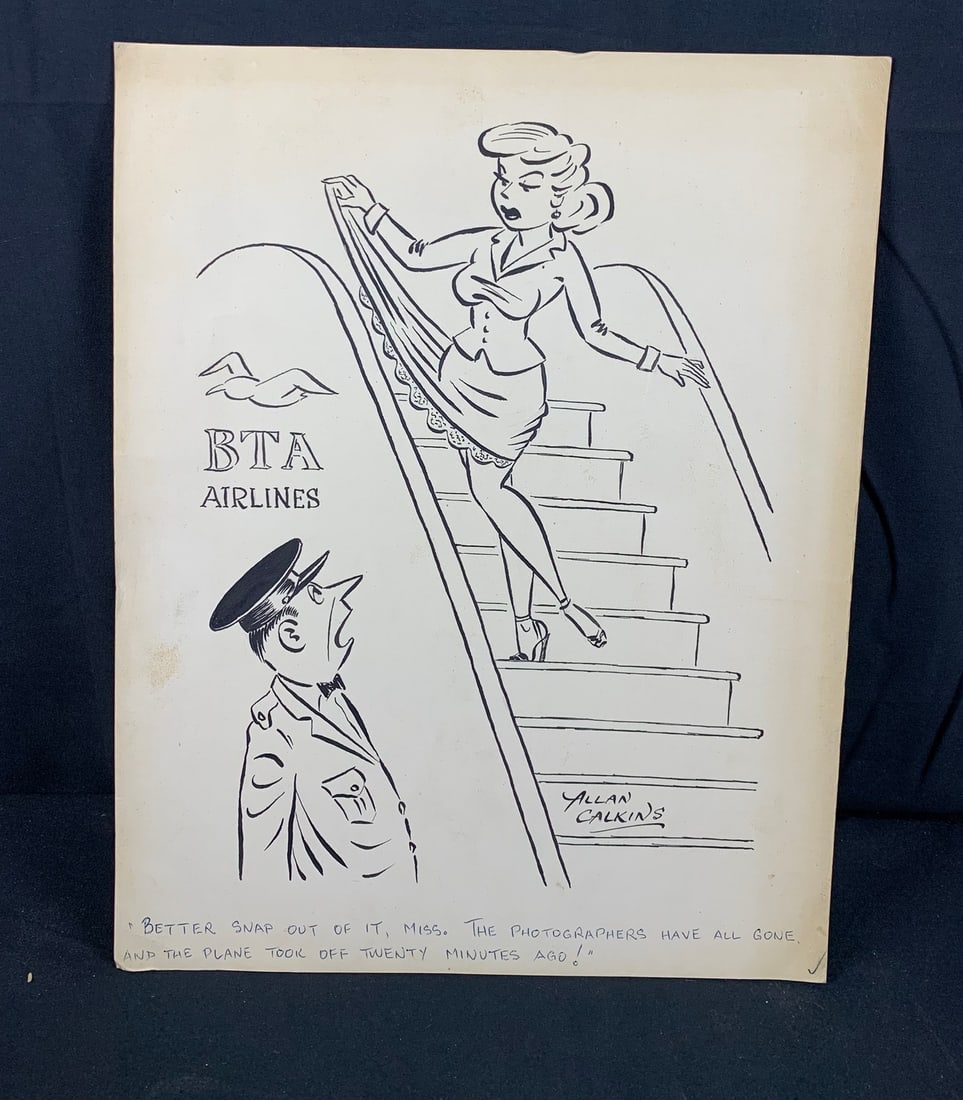 BTA
AIRLINES
ALLAN
CALKINS
"BETTER SNAP OUT OF IT, MISS. THE PHOTOGRAPHERS HAVE ALL GONE,
AND THE PLANE TOOK OFF TWENTY MINUTES AGO!"